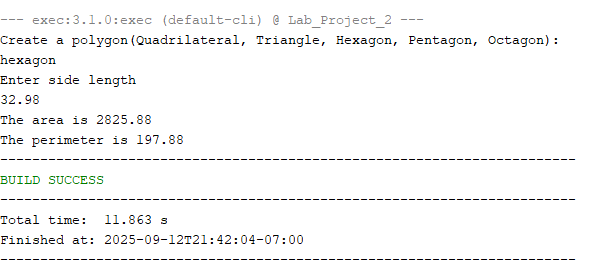 --- exec:3.1.0:exec (default-cli) @ Lab_Project_2 ---
Create a polygon(Quadrilateral, Triangle, Hexagon, Pentagon, Octagon):
hexagon
Enter side length
32.98
The area is 2825.88
The perimeter is 197.88
------------------------------------------------------------------------
BUILD SUCCESS
------------------------------------------------------------------------
Total time:  11.863 s
Finished at: 2025-09-12T21:42:04-07:00
------------------------------------------------------------------------